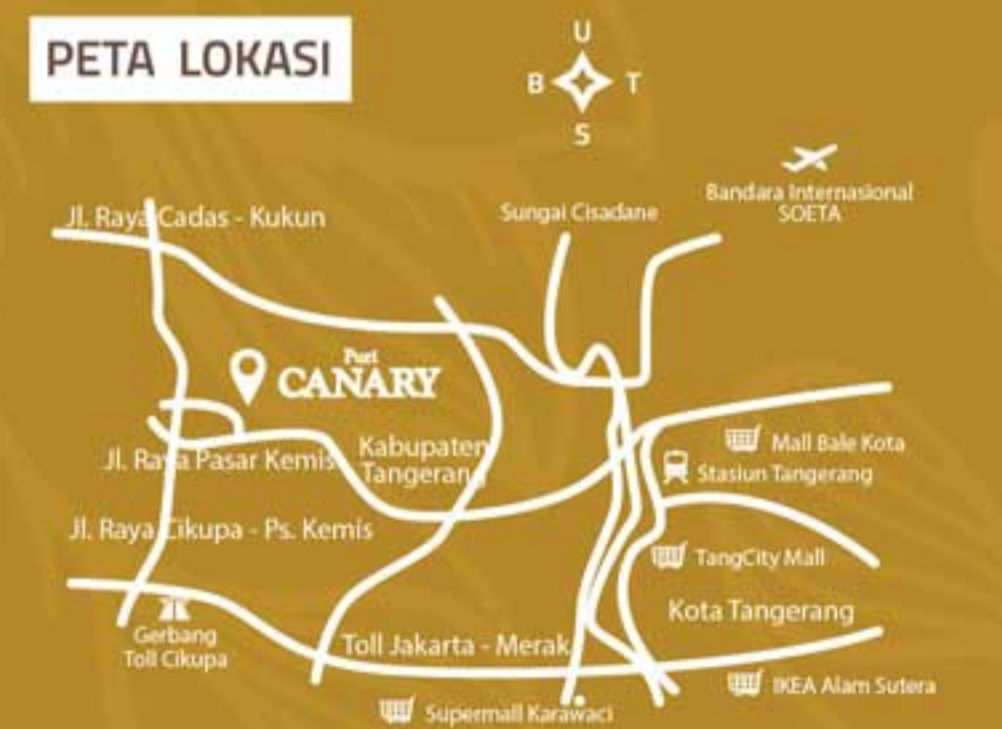 PETA LOKASI
U
B T
S
Bandara Internasional
SOETA
Jl. Raya Cadas - Kukun
Sungai Cisadane
Puri
CANARY
Mall Bale Kota
Kabupaten
Tangerang
Jl. Raya Pasar Kemis
Stasiun Tangerang
Jl. Raya Cikupa - Ps. Kemis
TangCity Mall
Kota Tangerang
Gerbang
Toll Cikupa
Toll Jakarta - Merak
IKEA Alam Sutera
Supermall Karawaci